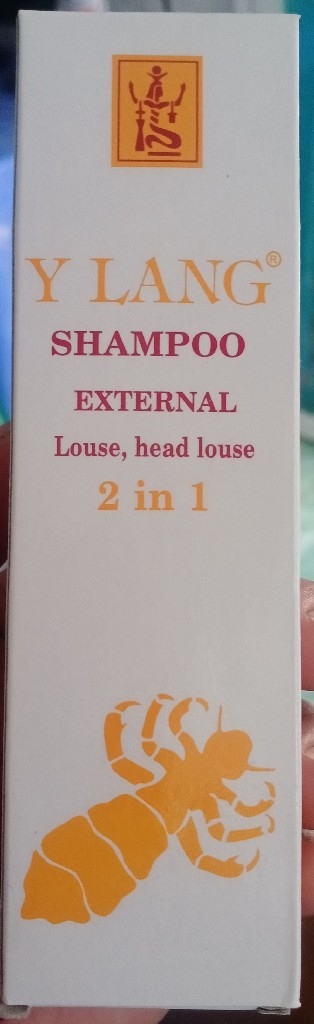 Y LANG®
SHAMPOO
EXTERNAL
Louse, head louse
2 in 1